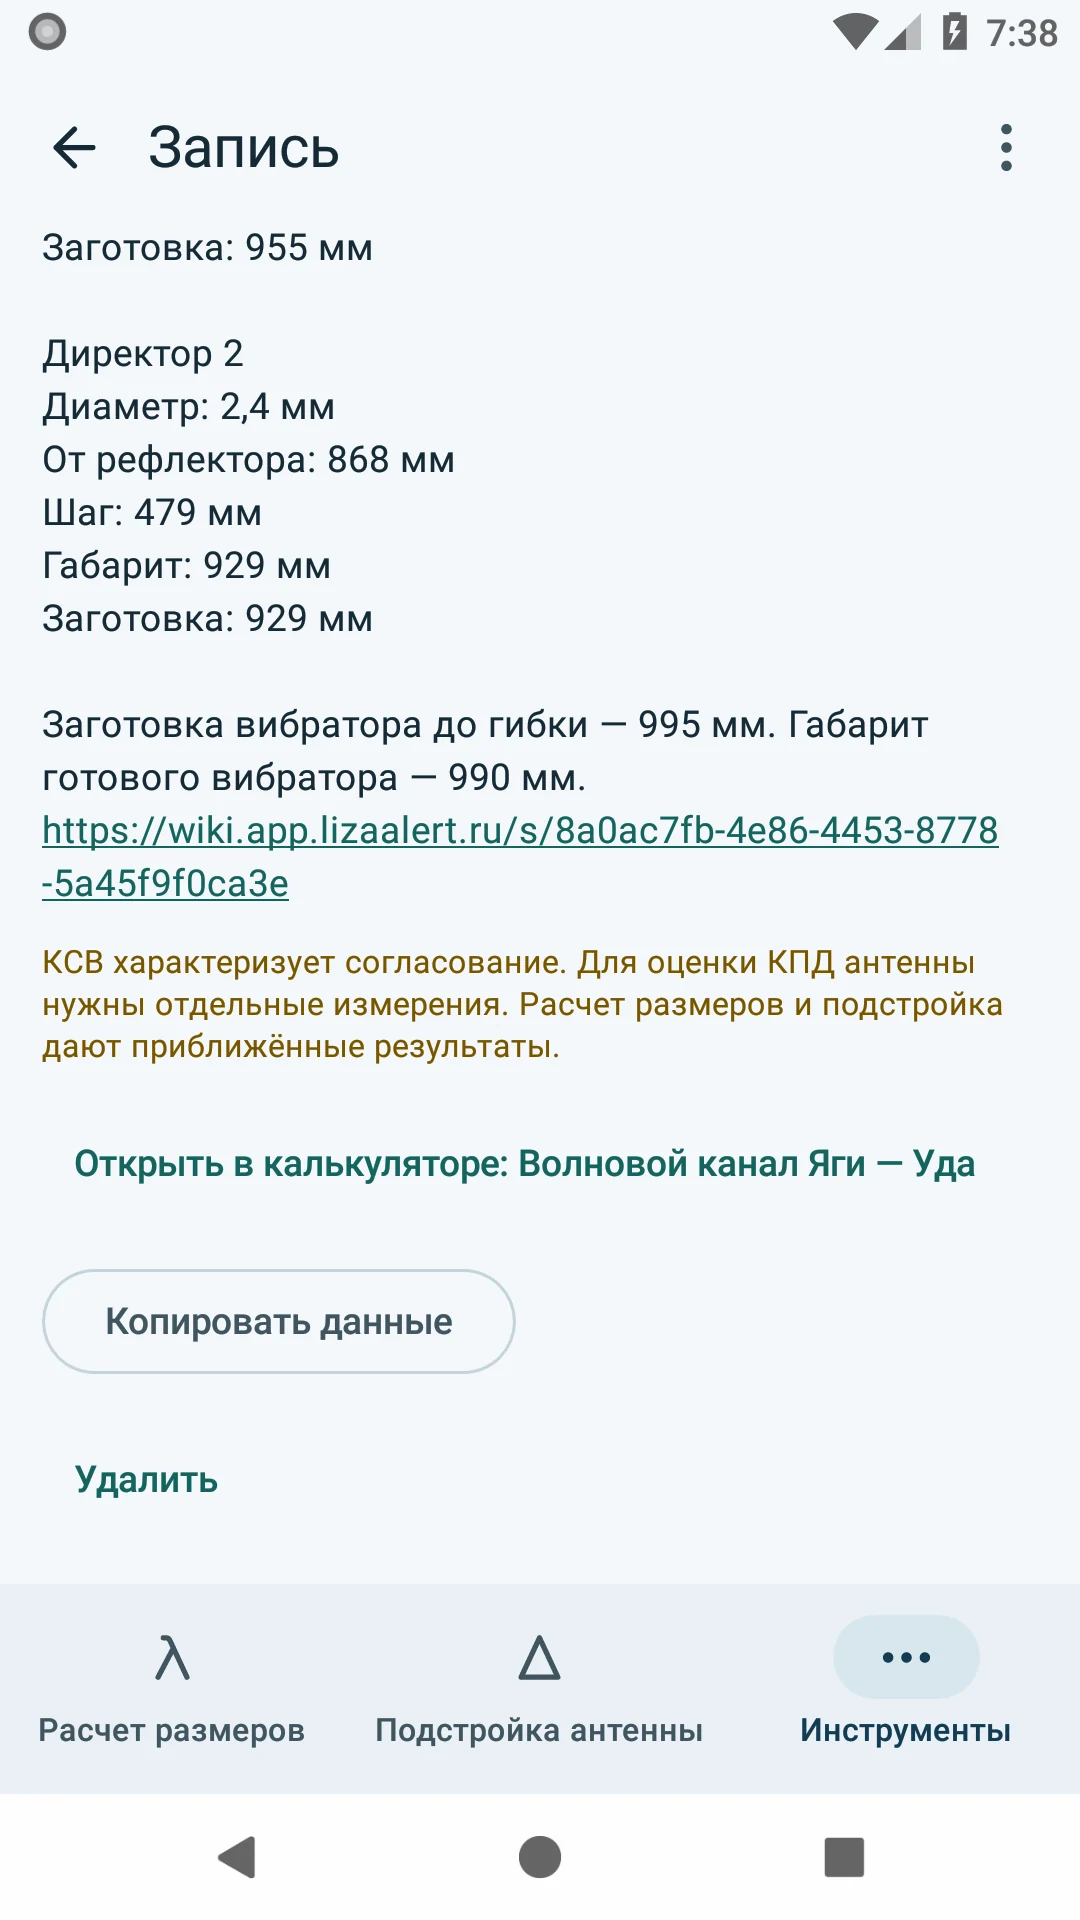 7:38
Запись
Заготовка: 955 мм
Директор 2
Диаметр: 2,4 мм
От рефлектора: 868 мм
Шаг: 479 мм
Габарит: 929 мм
Заготовка: 929 мм
Заготовка вибратора до гибки — 995 мм. Габарит
готового вибратора — 990 мм.
https://wiki.app.lizaalert.ru/s/8a0ac7fb-4e86-4453-8778
-5a45f9f0ca3e
КСВ характеризует согласование. Для оценки КПД антенны
нужны отдельные измерения. Расчет размеров и подстройка
дают приближённые результаты.
Открыть в калькуляторе: Волновой канал Яги — Уда
Копировать данные
Удалить
λ
Расчет размеров
Подстройка антенны
Инструменты